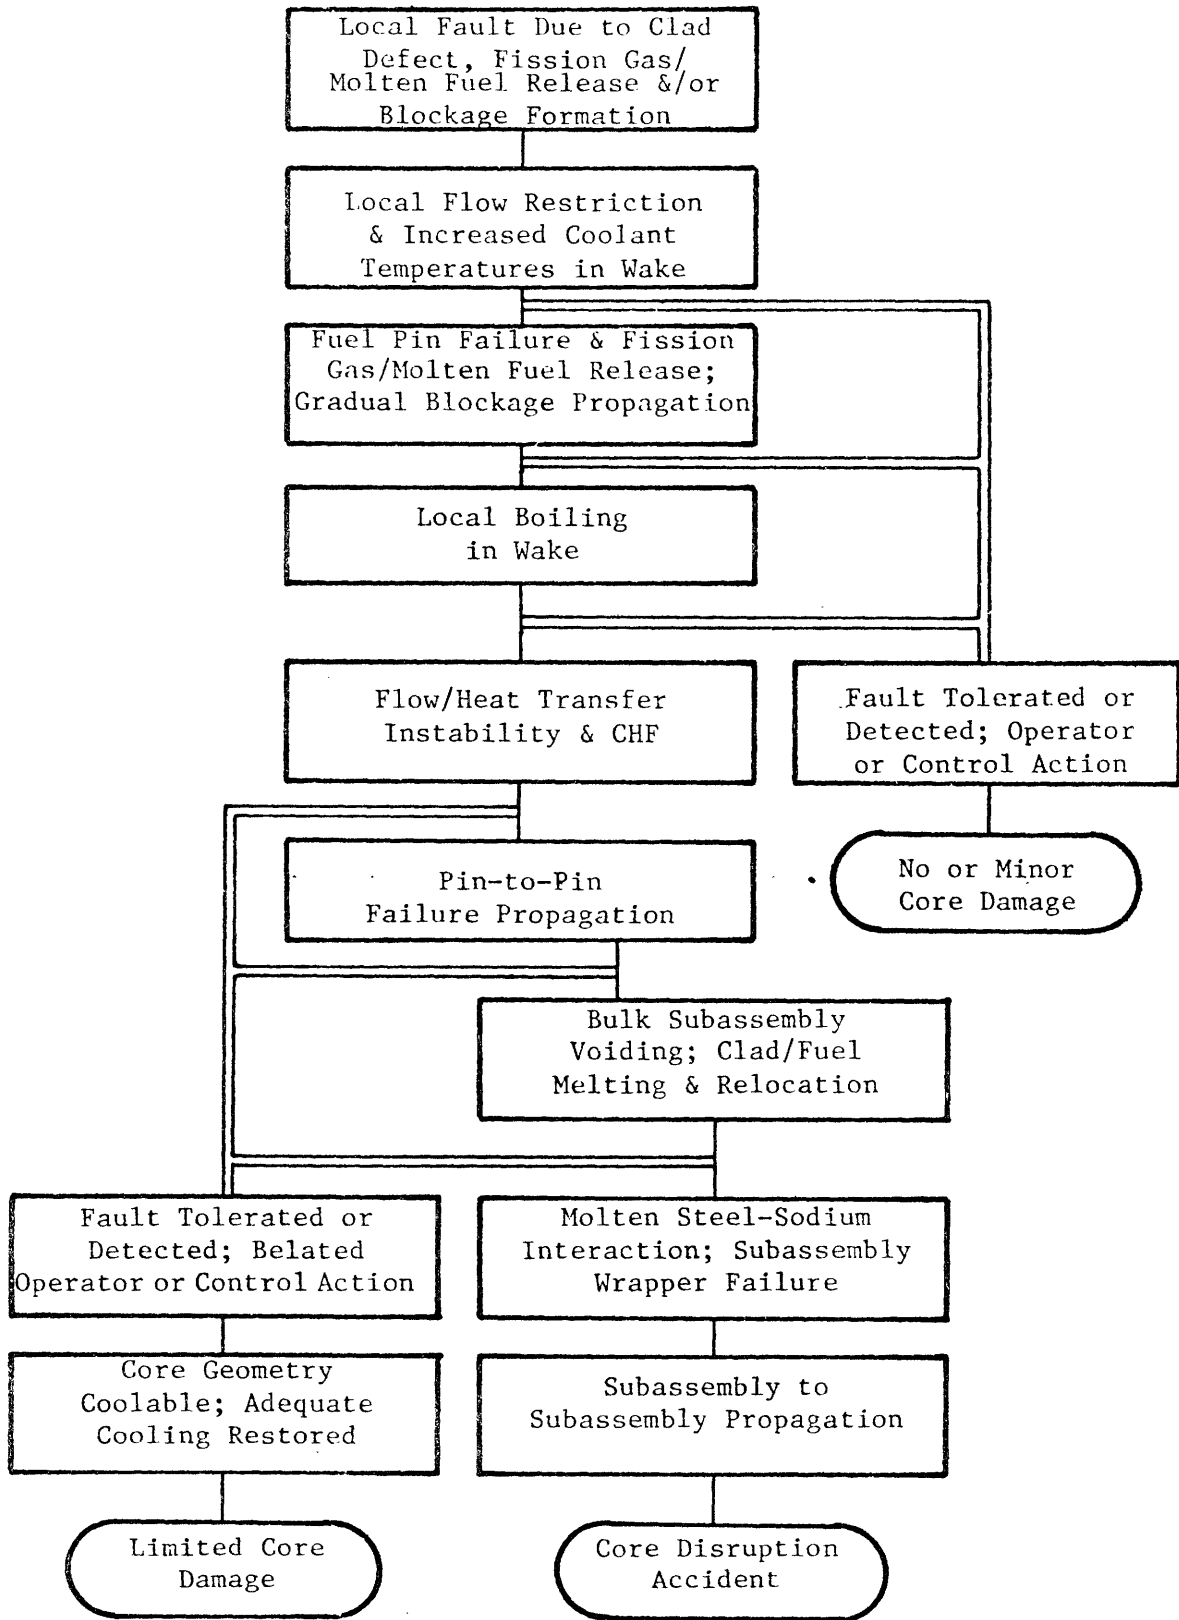 Local Fault Due to Clad
Defect, Fission Gas/
Molten Fuel Release &/or
Blockage Formation
Local Flow Restriction
& Increased Coolant
Temperatures in Wake
Fuel Pin Failure & Fission
Gas/Molten Fuel Release;
Gradual Blockage Propagation
Local Boiling
in Wake
Flow/Heat Transfer
Instability & CHF
Fault Tolerated or
Detected; Operator
or Control Action
No or Minor
Core Damage
Pin-to-Pin
Failure Propagation
Bulk Subassembly
Voiding; Clad/Fuel
Melting & Relocation
Fault Tolerated or
Detected; Belated
Operator or Control Action
Molten Steel-Sodium
Interaction; Subassembly
Wrapper Failure
Core Geometry
Coolable; Adequate
Cooling Restored
Subassembly to
Subassembly Propagation
Limited Core
Damage
Core Disruption
Accident